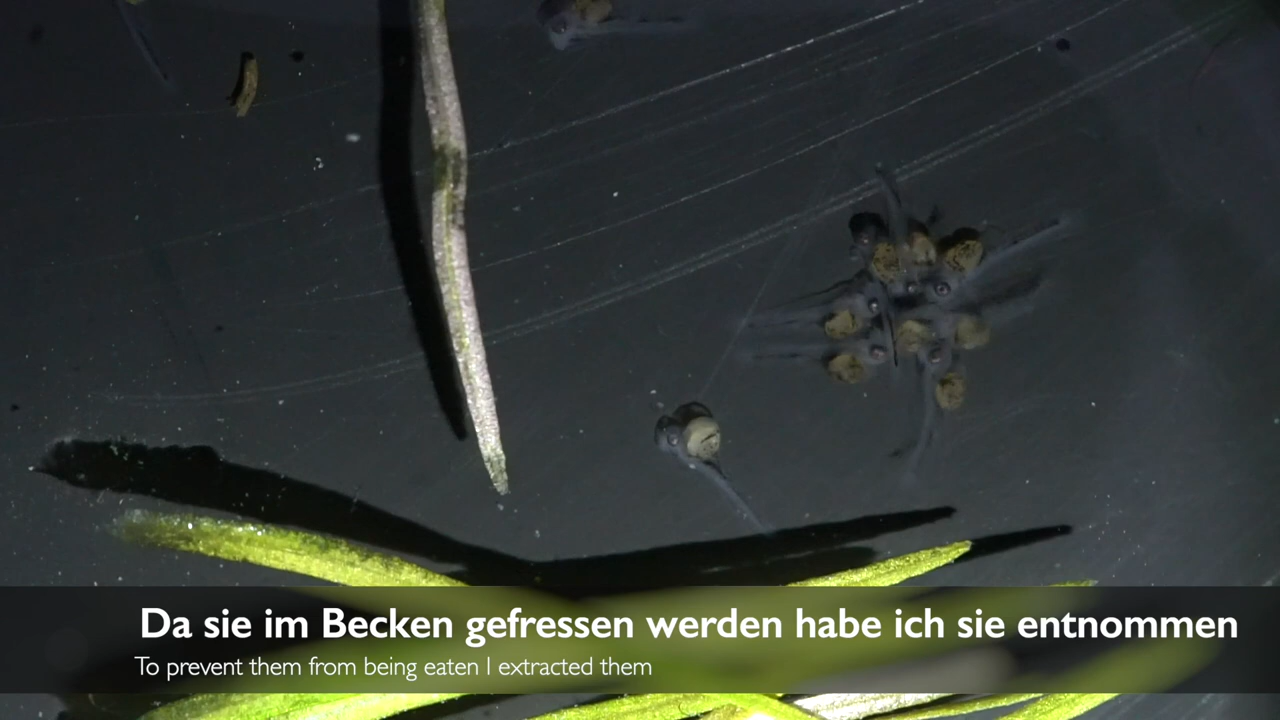 Da sie im Becken gefressen werden habe ich sie entnommen
To prevent them from being eaten I extracted them